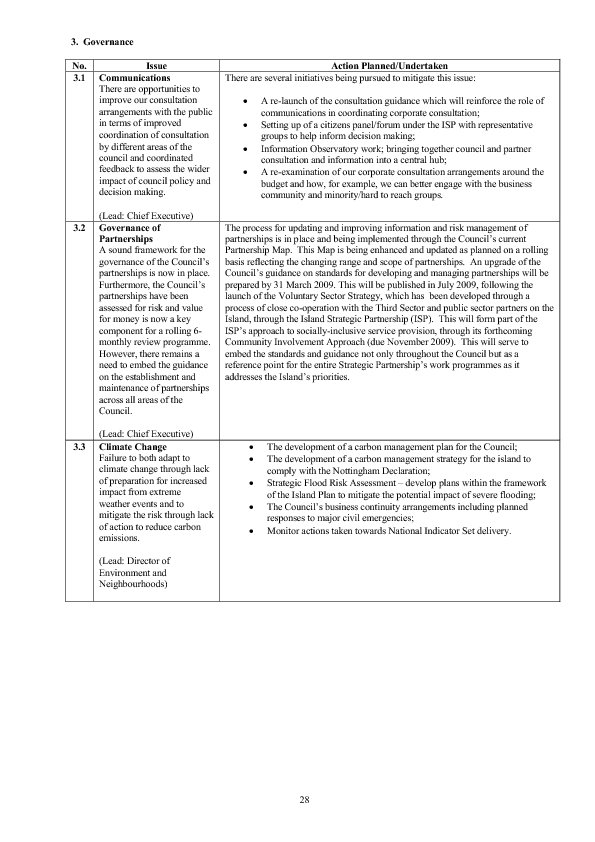 3. Governance
No. Issue Action Planned/Undertaken
3.1 Communications
There are opportunities to
improve our consultation
arrangements with the public
in terms of improved
coordination of consultation
by different areas of the
council and coordinated
feedback to assess the wider
impact of council policy and
decision making.
(Lead: Chief Executive)
There are several initiatives being pursued to mitigate this issue:
• A re-launch of the consultation guidance which will reinforce the role of
communications in coordinating corporate consultation;
• Setting up of a citizens panel/forum under the ISP with representative
groups to help inform decision making;
• Information Observatory work; bringing together council and partner
consultation and information into a central hub;
• A re-examination of our corporate consultation arrangements around the
budget and how, for example, we can better engage with the business
community and minority/hard to reach groups.
3.2 Governance of
Partnerships
A sound framework for the
governance of the Council’s
partnerships is now in place.
Furthermore, the Council’s
partnerships have been
assessed for risk and value
for money is now a key
component for a rolling 6-
monthly review programme.
However, there remains a
need to embed the guidance
on the establishment and
maintenance of partnerships
across all areas of the
Council.
(Lead: Chief Executive)
The process for updating and improving information and risk management of
partnerships is in place and being implemented through the Council’s current
Partnership Map. This Map is being enhanced and updated as planned on a rolling
basis reflecting the changing range and scope of partnerships. An upgrade of the
Council’s guidance on standards for developing and managing partnerships will be
prepared by 31 March 2009. This will be published in July 2009, following the
launch of the Voluntary Sector Strategy, which has been developed through a
process of close co-operation with the Third Sector and public sector partners on the
Island, through the Island Strategic Partnership (ISP). This will form part of the
ISP’s approach to socially-inclusive service provision, through its forthcoming
Community Involvement Approach (due November 2009). This will serve to
embed the standards and guidance not only throughout the Council but as a
reference point for the entire Strategic Partnership’s work programmes as it
addresses the Island’s priorities.
3.3 Climate Change
Failure to both adapt to
climate change through lack
of preparation for increased
impact from extreme
weather events and to
mitigate the risk through lack
of action to reduce carbon
emissions.
(Lead: Director of
Environment and
Neighbourhoods)
• The development of a carbon management plan for the Council;
• The development of a carbon management strategy for the island to
comply with the Nottingham Declaration;
• Strategic Flood Risk Assessment – develop plans within the framework
of the Island Plan to mitigate the potential impact of severe flooding;
• The Council’s business continuity arrangements including planned
responses to major civil emergencies;
• Monitor actions taken towards National Indicator Set delivery.
28